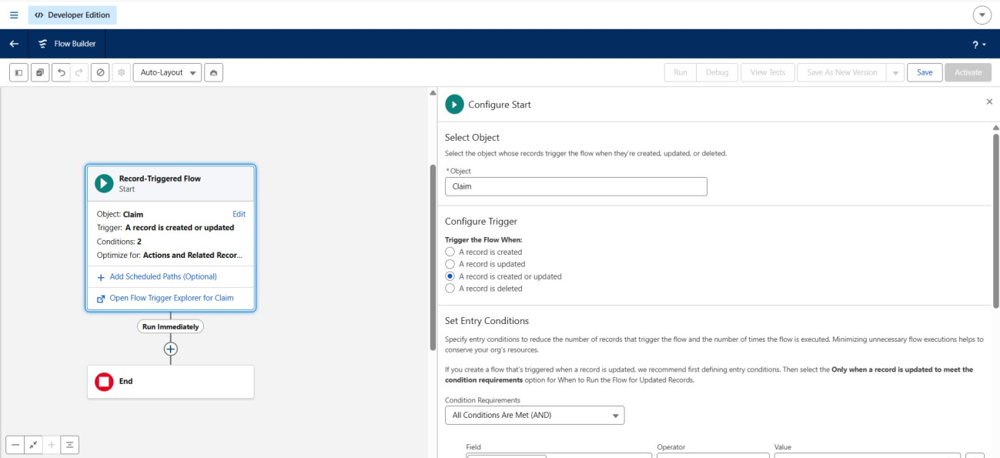 Developer Edition
Flow Builder
?
Auto-Layout
Run
Debug
View Tests
Save As New Version
Save
Activate
Record-Triggered Flow
Start
Object: Claim
Edit
Trigger: A record is created or updated
Conditions: 2
Optimize for: Actions and Related Recor...
Add Scheduled Paths (Optional)
Open Flow Trigger Explorer for Claim
Run Immediately
End
Configure Start
Select Object
Select the object whose records trigger the flow when they're created, updated, or deleted.
* Object
Claim
Configure Trigger
Trigger the Flow When:
A record is created
A record is updated
A record is created or updated
A record is deleted
Set Entry Conditions
Specify entry conditions to reduce the number of records that trigger the flow and the number of times the flow is executed. Minimizing unnecessary flow executions helps to
conserve your org's resources.
If you create a flow that's triggered when a record is updated, we recommend first defining entry conditions. Then select the Only when a record is updated to meet the
condition requirements option for When to Run the Flow for Updated Records.
Condition Requirements
All Conditions Are Met (AND)
Field
Operator
Value